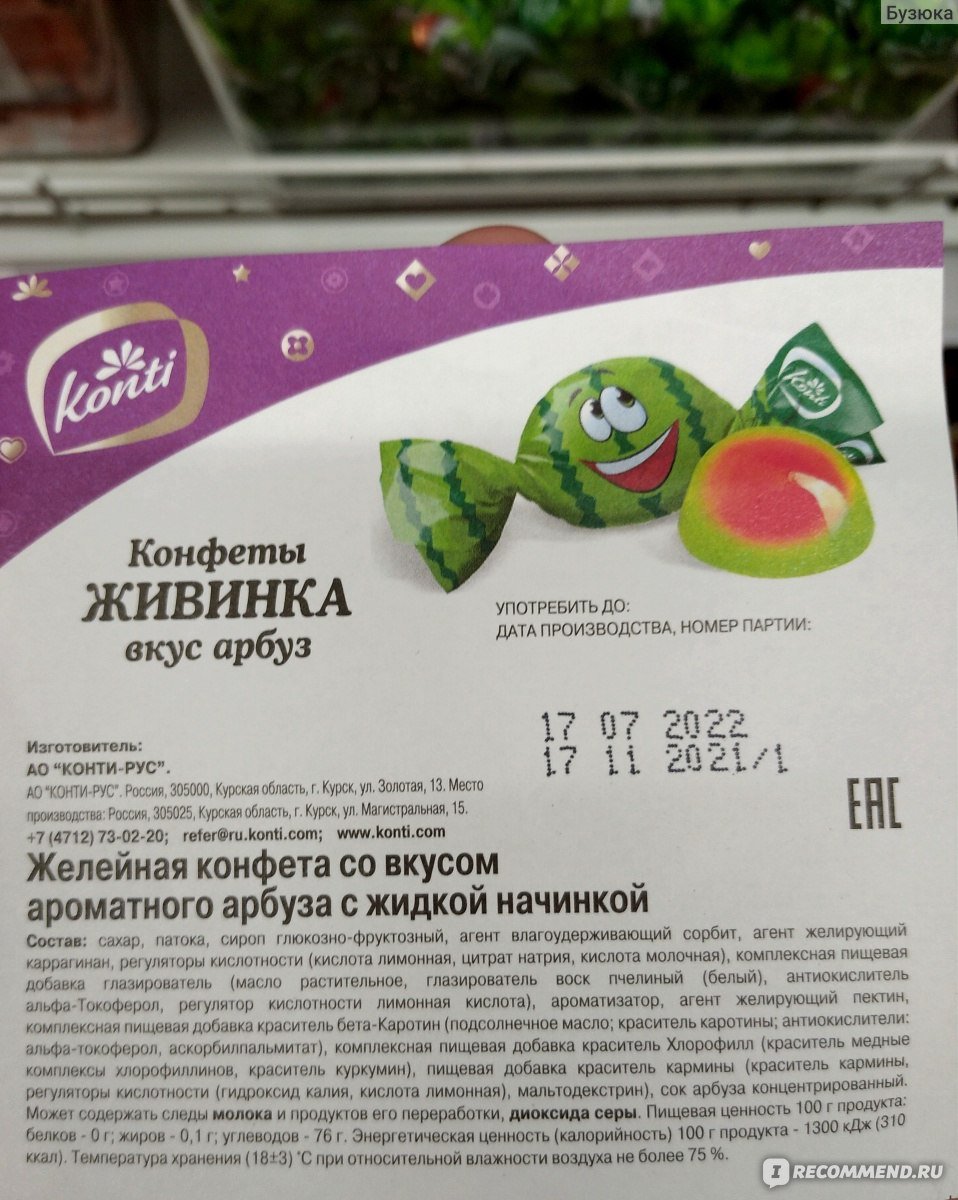 Бузюка
Konti
Konti
Конфеты
ЖИВИНКА
вкус арбуз
УПОТРЕБИТЬ ДО:
ДАТА ПРОИЗВОДСТВА, НОМЕР ПАРТИИ:
17 07 2022
17 11 2021/1
EAC
Изготовитель:
АО "КОНТИ-РУС".
АО "КОНТИ-РУС". Россия, 305000, Курская область, г. Курск, ул. Золотая, 13. Место
производства: Россия, 305025, Курская область, г. Курск, ул. Магистральная, 15.
+7 (4712) 73-02-20; refer@ru.konti.com; www.konti.com
Желейная конфета со вкусом
ароматного арбуза с жидкой начинкой
Состав: сахар, патока, сироп глюкозно-фруктозный, агент влагоудерживающий сорбит, агент желирующий
каррагинан, регуляторы кислотности (кислота лимонная, цитрат натрия, кислота молочная), комплексная пищевая
добавка глазирователь (масло растительное, глазирователь воск пчелиный (белый), антиокислитель
альфа-Токоферол, регулятор кислотности лимонная кислота), ароматизатор, агент желирующий пектин,
комплексная пищевая добавка краситель бета-Каротин (подсолнечное масло; краситель каротины; антиокислители:
альфа-токоферол, аскорбилпальмитат), комплексная пищевая добавка краситель Хлорофилл (краситель медные
комплексы хлорофиллинов, краситель куркумин), пищевая добавка краситель кармины (краситель кармины,
регуляторы кислотности (гидроксид калия, кислота лимонная), мальтодекстрин), сок арбуза концентрированный.
Может содержать следы молока и продуктов его переработки, диоксида серы. Пищевая ценность 100 г продукта:
белков - 0 г; жиров - 0,1 г; углеводов - 76 г. Энергетическая ценность (калорийность) 100 г продукта - 1300 кДж (310
ккал). Температура хранения (18±3) °С при относительной влажности воздуха не более 75 %.
IRECOMMEND.RU